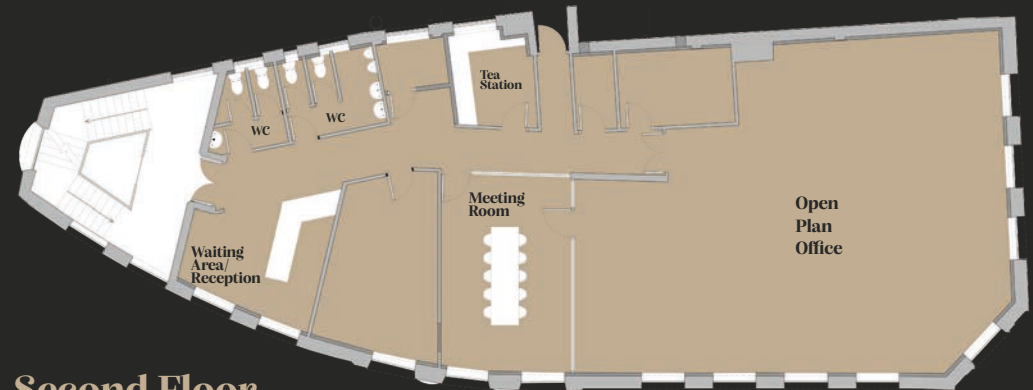 Tea
Station
WC
WC
Meeting
Room
Open
Plan
Office
Waiting
Area/
Reception
Second Floor